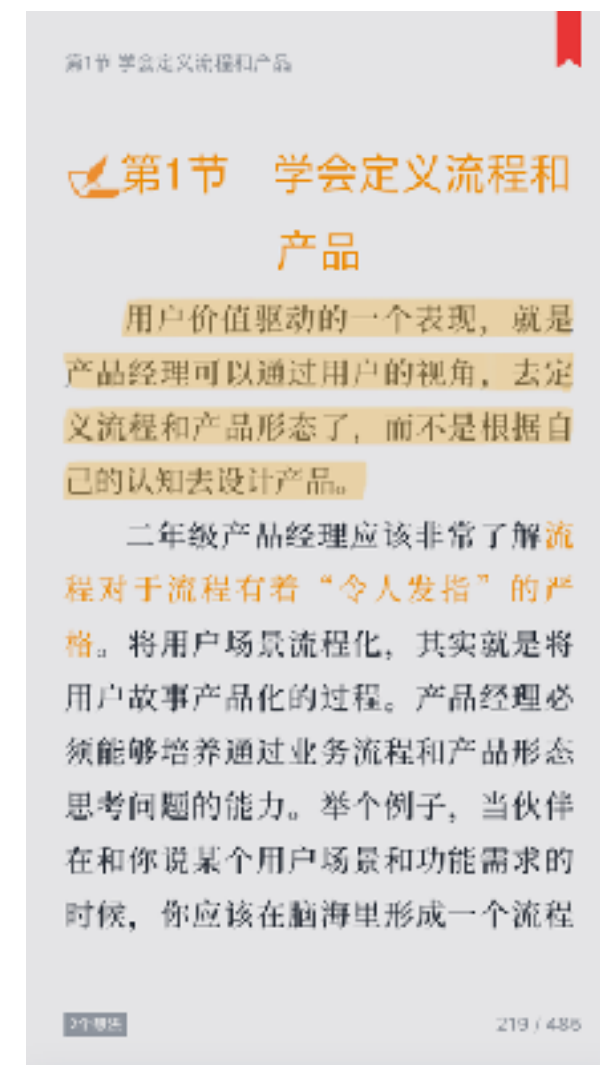 第1节 学会定义流程和产品
第1节 学会定义流程和
产品
用户价值驱动的一个表现，就是
产品经理可以通过用户的视角，去定
义流程和产品形态了，而不是根据自
己的认知去设计产品。
二年级产品经理应该非常了解流
程对于流程有着“令人发指”的严
格。将用户场景流程化，其实就是将
用户故事产品化的过程。产品经理必
须能够培养通过业务流程和产品形态
思考问题的能力。举个例子，当伙伴
在和你说某个用户场景和功能需求的
时候，你应该在脑海里形成一个流程
个想法
219 / 486